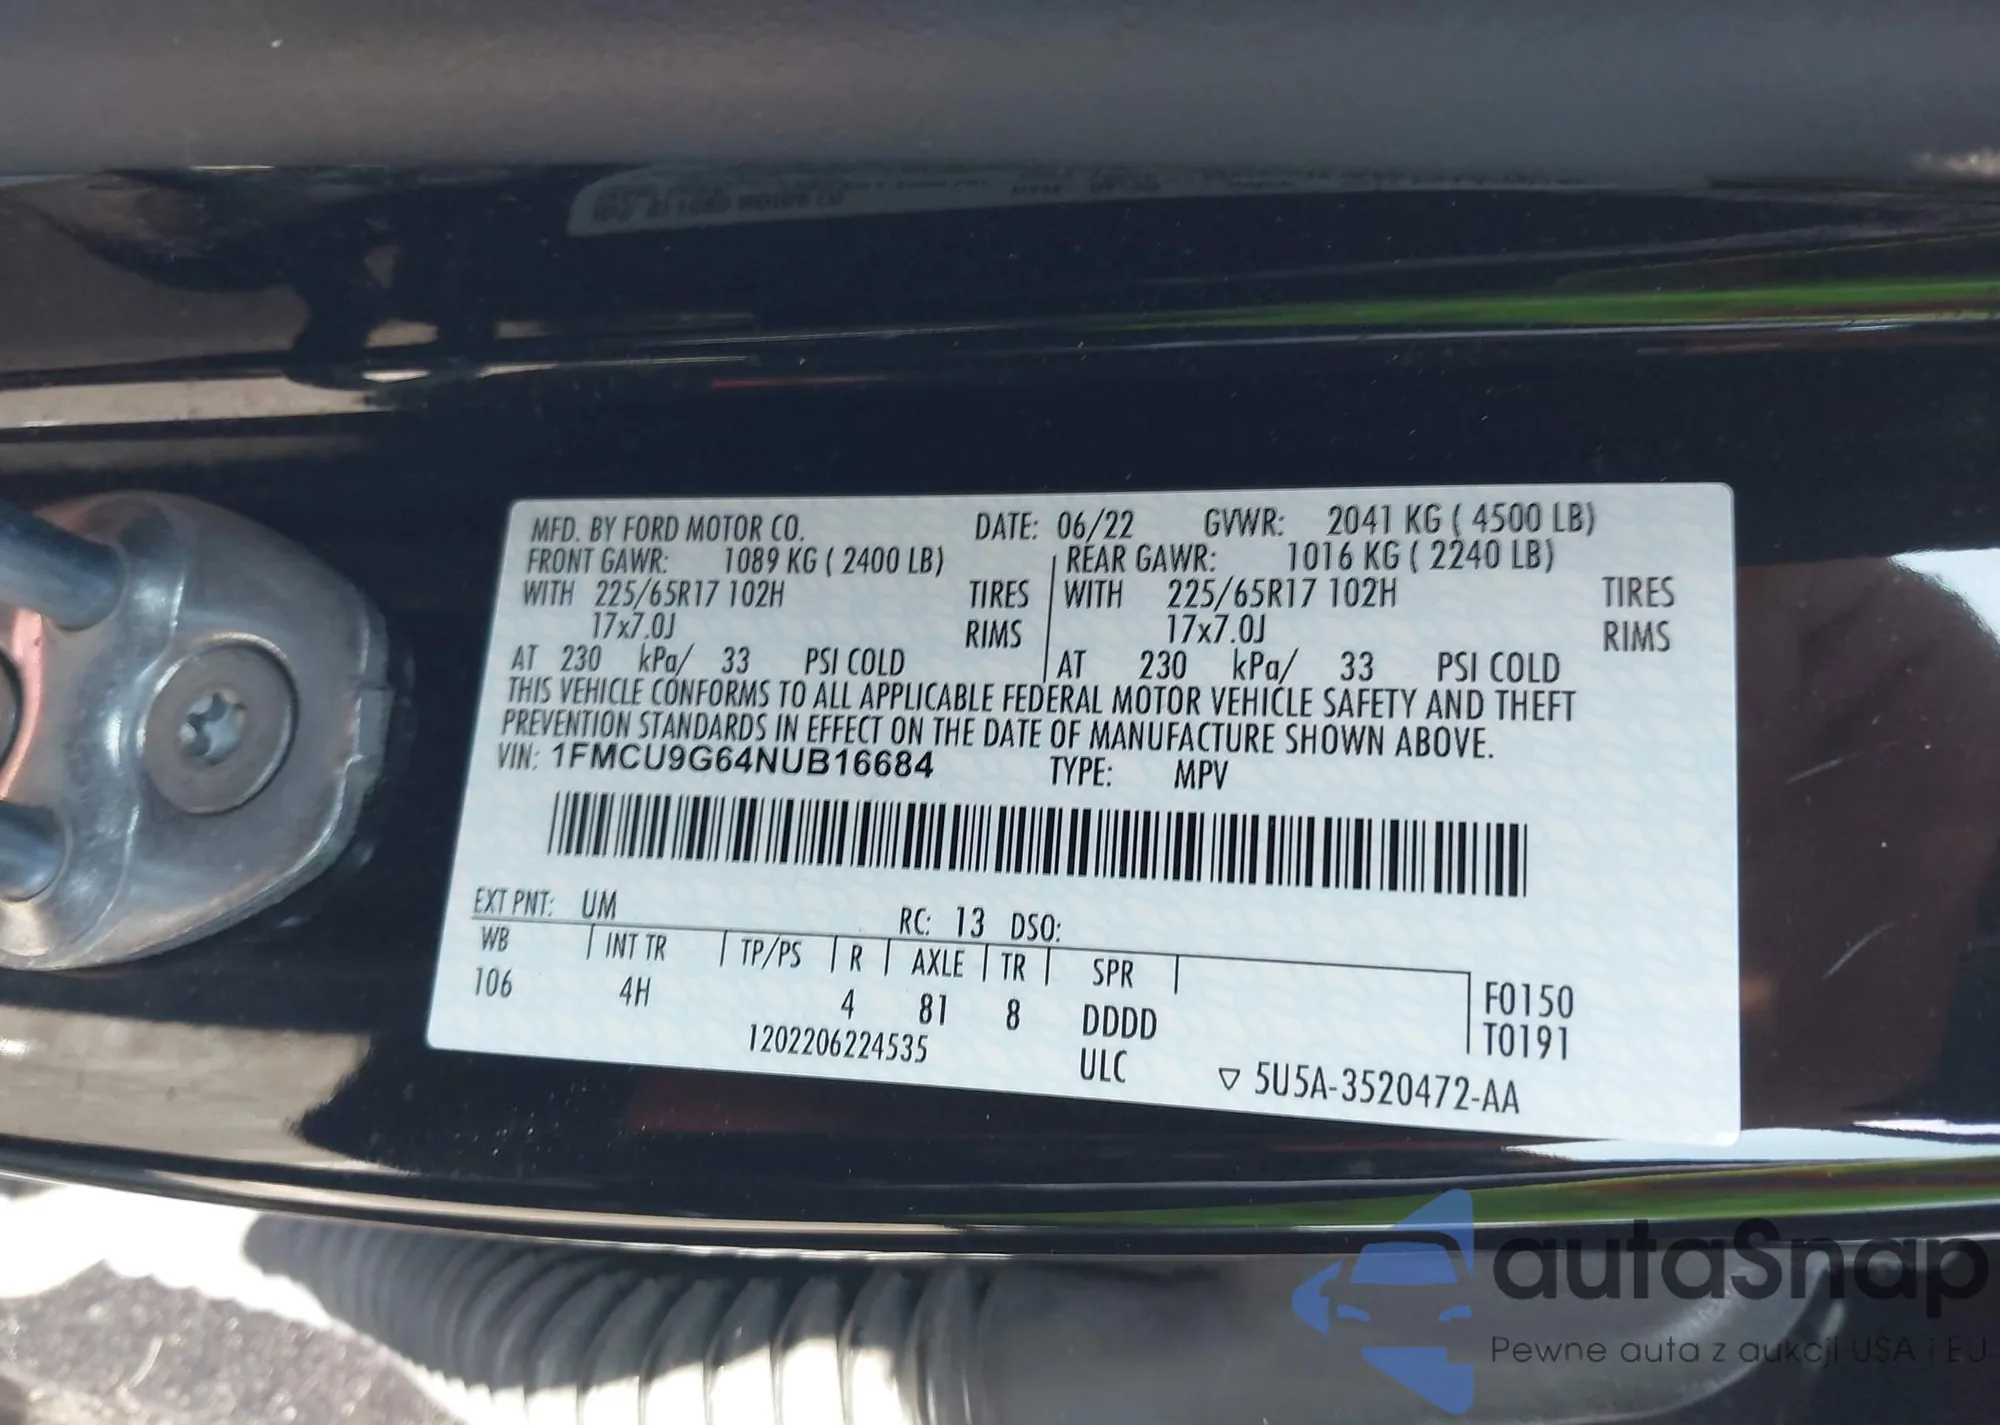 MFD. BY FORD MOTOR CO. DATE: 06/22 GVWR: 2041 KG ( 4500 LB)
FRONT GAWR: 1089 KG ( 2400 LB) REAR GAWR: 1016 KG ( 2240 LB)
WITH 225/65R17 102H TIRES WITH 225/65R17 102H TIRES
17x7.0J RIMS 17x7.0J RIMS
AT 230 kPa/ 33 PSI COLD AT 230 kPa/ 33 PSI COLD
THIS VEHICLE CONFORMS TO ALL APPLICABLE FEDERAL MOTOR VEHICLE SAFETY AND THEFT
PREVENTION STANDARDS IN EFFECT ON THE DATE OF MANUFACTURE SHOWN ABOVE.
VIN: 1FMCU9G64NUB16684 TYPE: MPV
EXT PNT: UM RC: 13 DSO:
WB INT TR TP/PS R AXLE TR SPR
106 4H 4 81 8 DDDD F0150
T0191
1202206224535 ULC ▽ 5U5A-3520472-AA
autaSnap
Pewne auta z aukcji USA i EU